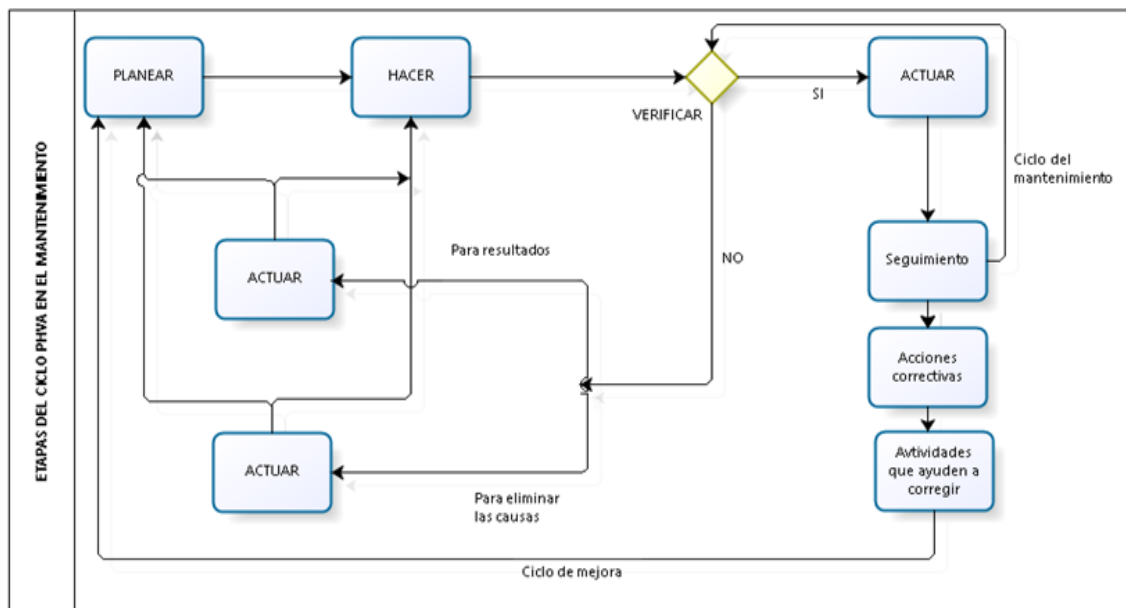 ETAPAS DEL CICLO PHVA EN EL MANTENIMIENTO
PLANEAR
HACER
VERIFICAR
SI
ACTUAR
Ciclo del
mantenimiento
Seguimiento
NO
Para resultados
ACTUAR
Acciones
correctivas
ACTUAR
Avtividades
que ayuden a
corregir
Para eliminar
las causas
Ciclo de mejora